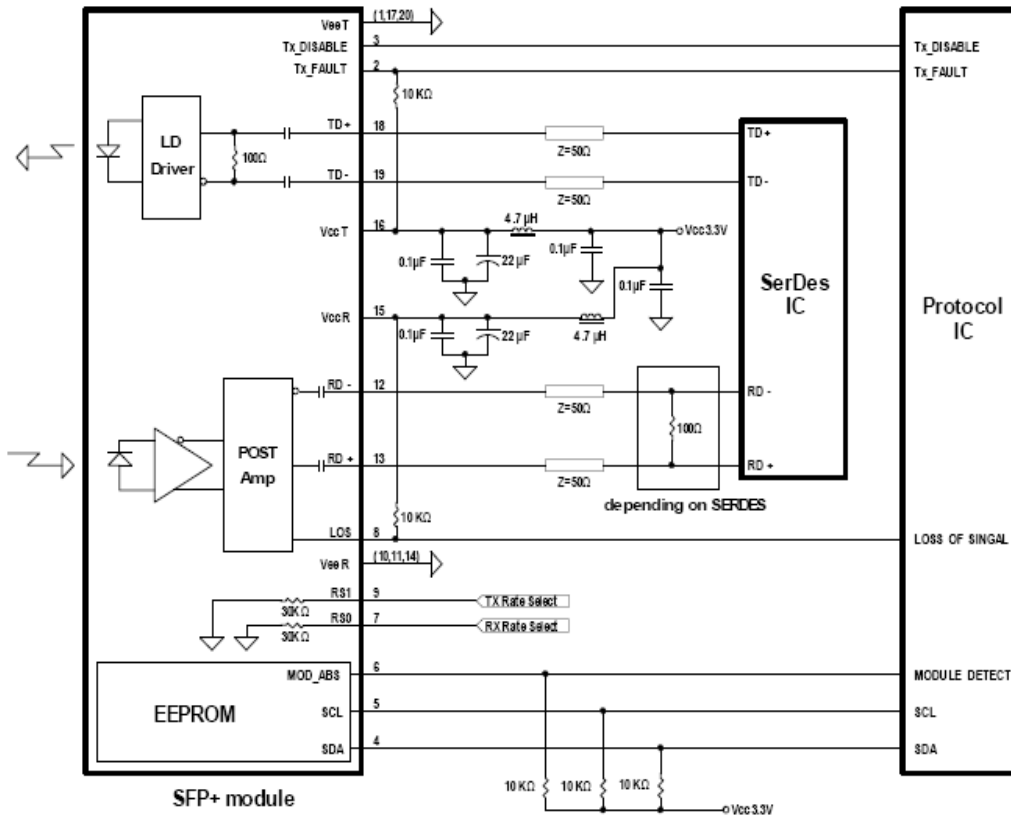 VeeT (1,17,20)
Tx_DISABLE 3 Tx_DISABLE
Tx_FAULT 2 Tx_FAULT
10 KΩ
LD
Driver
100Ω
TD+ 18 TD+
Z=50Ω
TD- 19 TD-
Z=50Ω
4.7 μH
VccT 16 Vcc3.3V
0.1μF 22 μF 0.1μF
0.1μF
SerDes
IC
Protocol
IC
VccR 15
0.1μF 22 μF 4.7 μH
RD - 12 RD -
Z=50Ω
100Ω
POST
Amp
RD + 13 RD +
Z=50Ω
depending on SERDES
10 KΩ
LOS 8 LOSS OF SINGAL
VeeR (10,11,14)
RS1 9 TX Rate Select
30KΩ
RS0 7 RX Rate Select
30KΩ
MOD_ABS 6 MODULE DETECT
EEPROM
SCL 5 SCL
SDA 4 SDA
10 KΩ 10 KΩ 10 KΩ
Vcc3.3V
SFP+ module